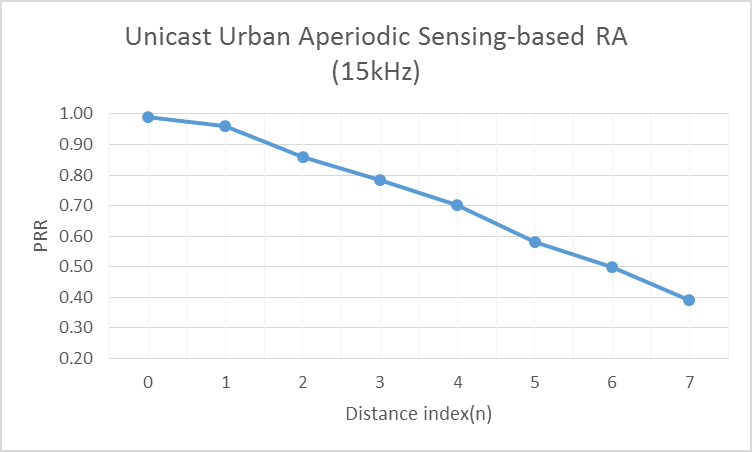 Unicast Urban Aperiodic Sensing-based RA
(15kHz)
1.00
0.90
0.80
0.70
0.60
0.50
0.40
0.30
0.20
PRR
0 1 2 3 4 5 6 7
Distance index(n)